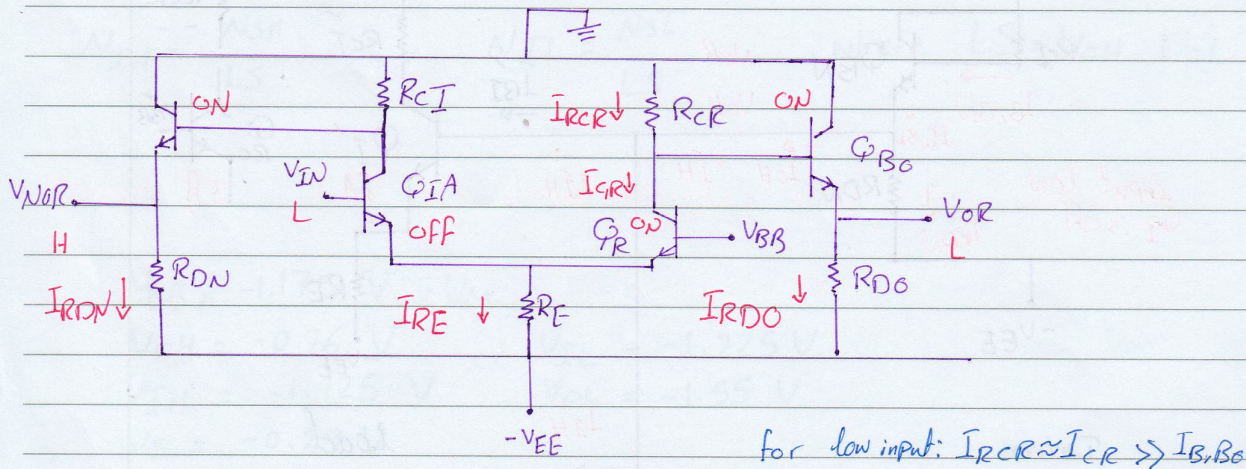 RCI
ON
IRCR↓
RCR
ON
QBO
VIN
L
QIA
OFF
ICR↓
QR
ON
VBB
VNOR
H
VOR
L
RDN
IRDN↓
IRE ↓
RE
IRDO ↓
RDO
-VEE
for low input: IRCR≈ICR >> IB,BO